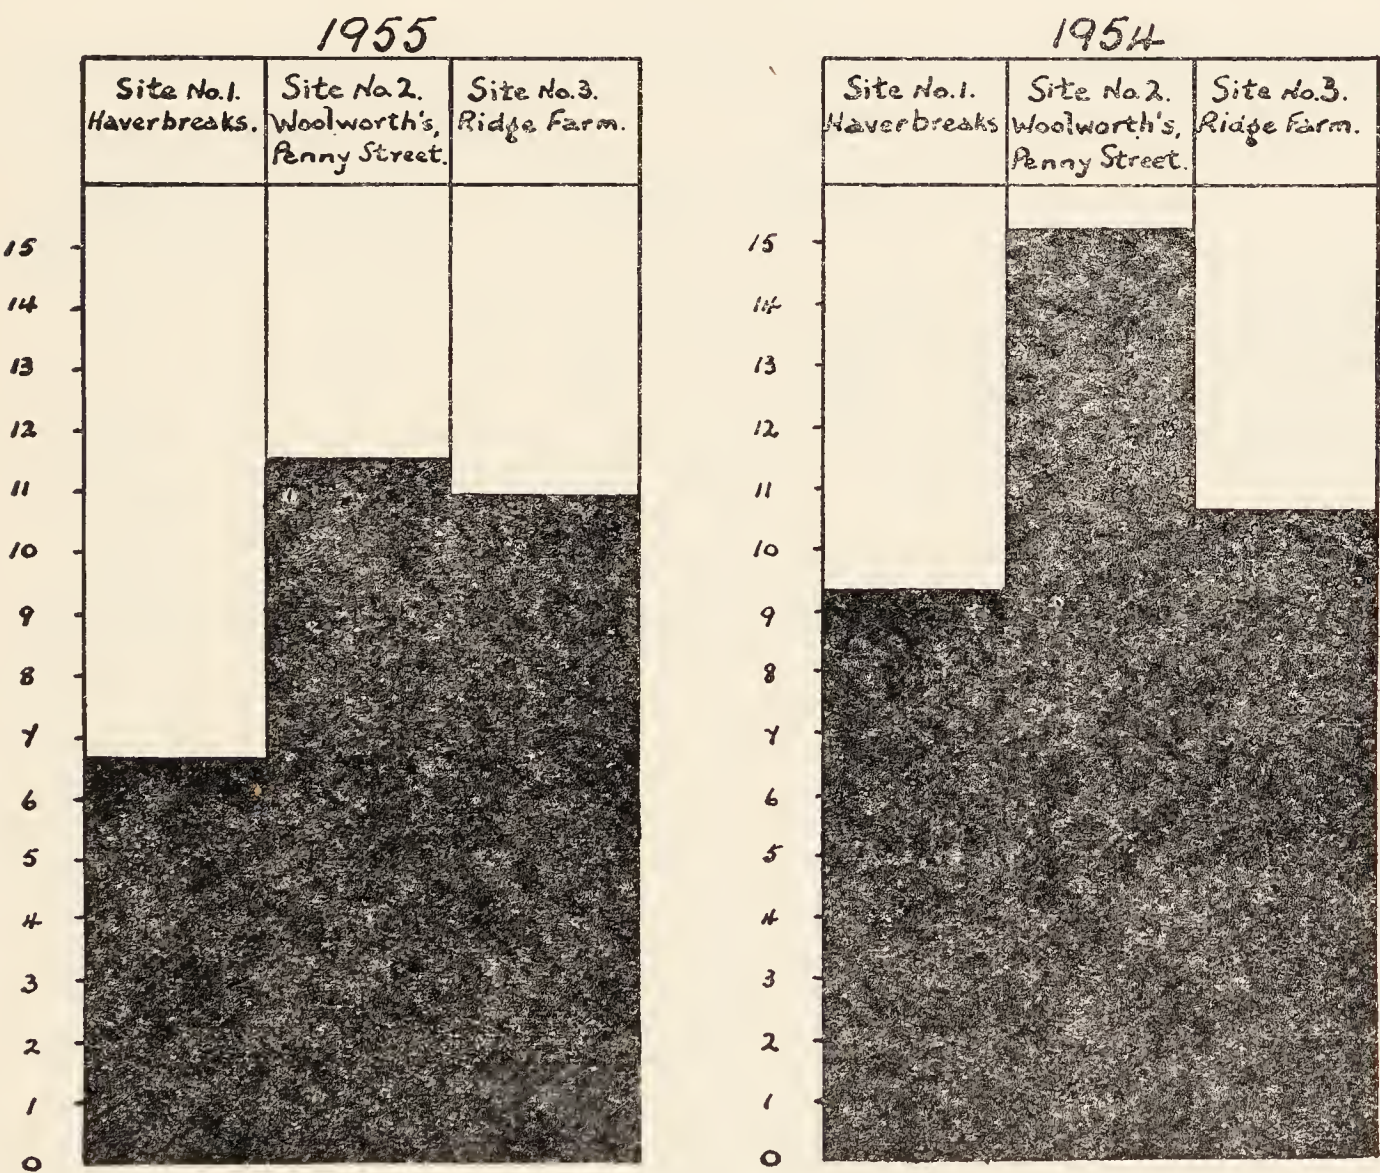 1955
Site No.1.
Haverbreaks.
Site No.2.
Woolworth's,
Penny Street.
Site No.3.
Ridge Farm.
15
14
13
12
11
10
9
8
7
6
5
4
3
2
1
0
1954
Site No.1.
Haverbreaks
Site No.2.
Woolworth's,
Penny Street.
Site No.3.
Ridge Farm.
15
14
13
12
11
10
9
8
7
6
5
4
3
2
1
0